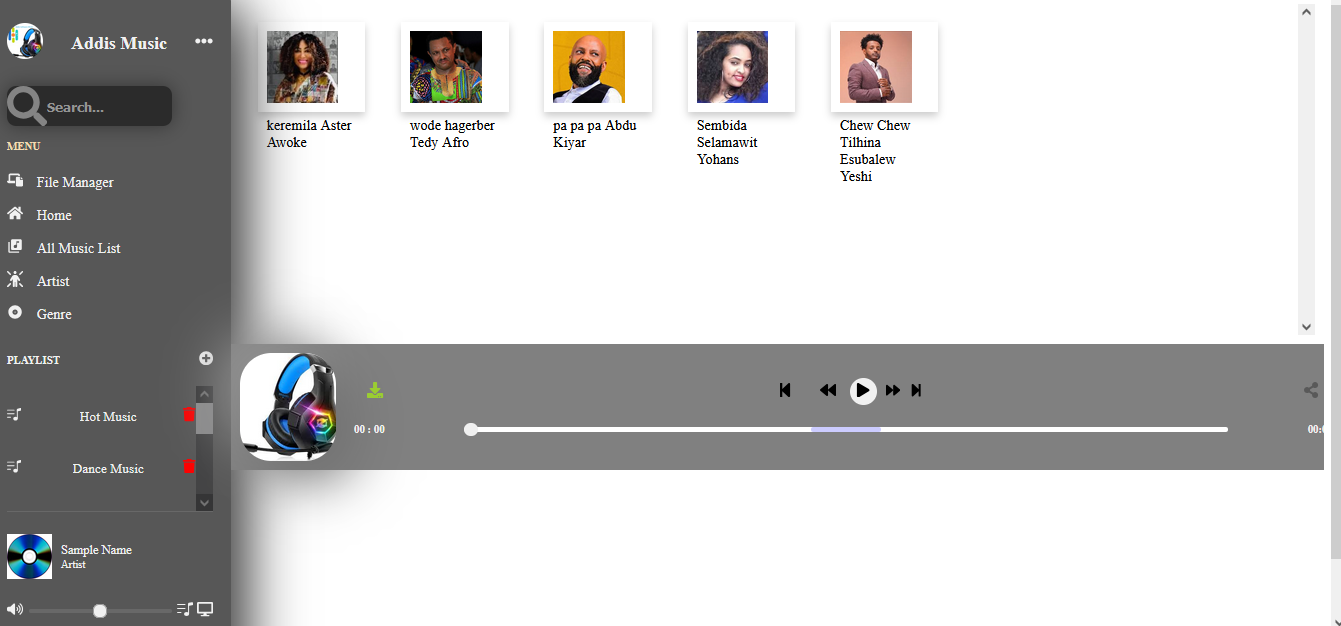 Addis Music
Search...
MENU
File Manager
Home
All Music List
Artist
Genre
PLAYLIST
Hot Music
Dance Music
Sample Name
Artist
keremila Aster
Awoke
wode hagerber
Tedy Afro
pa pa pa Abdu
Kiyar
Sembida
Selamawit
Yohans
Chew Chew
Tilhina
Esubalew
Yeshi
00 : 00
00: